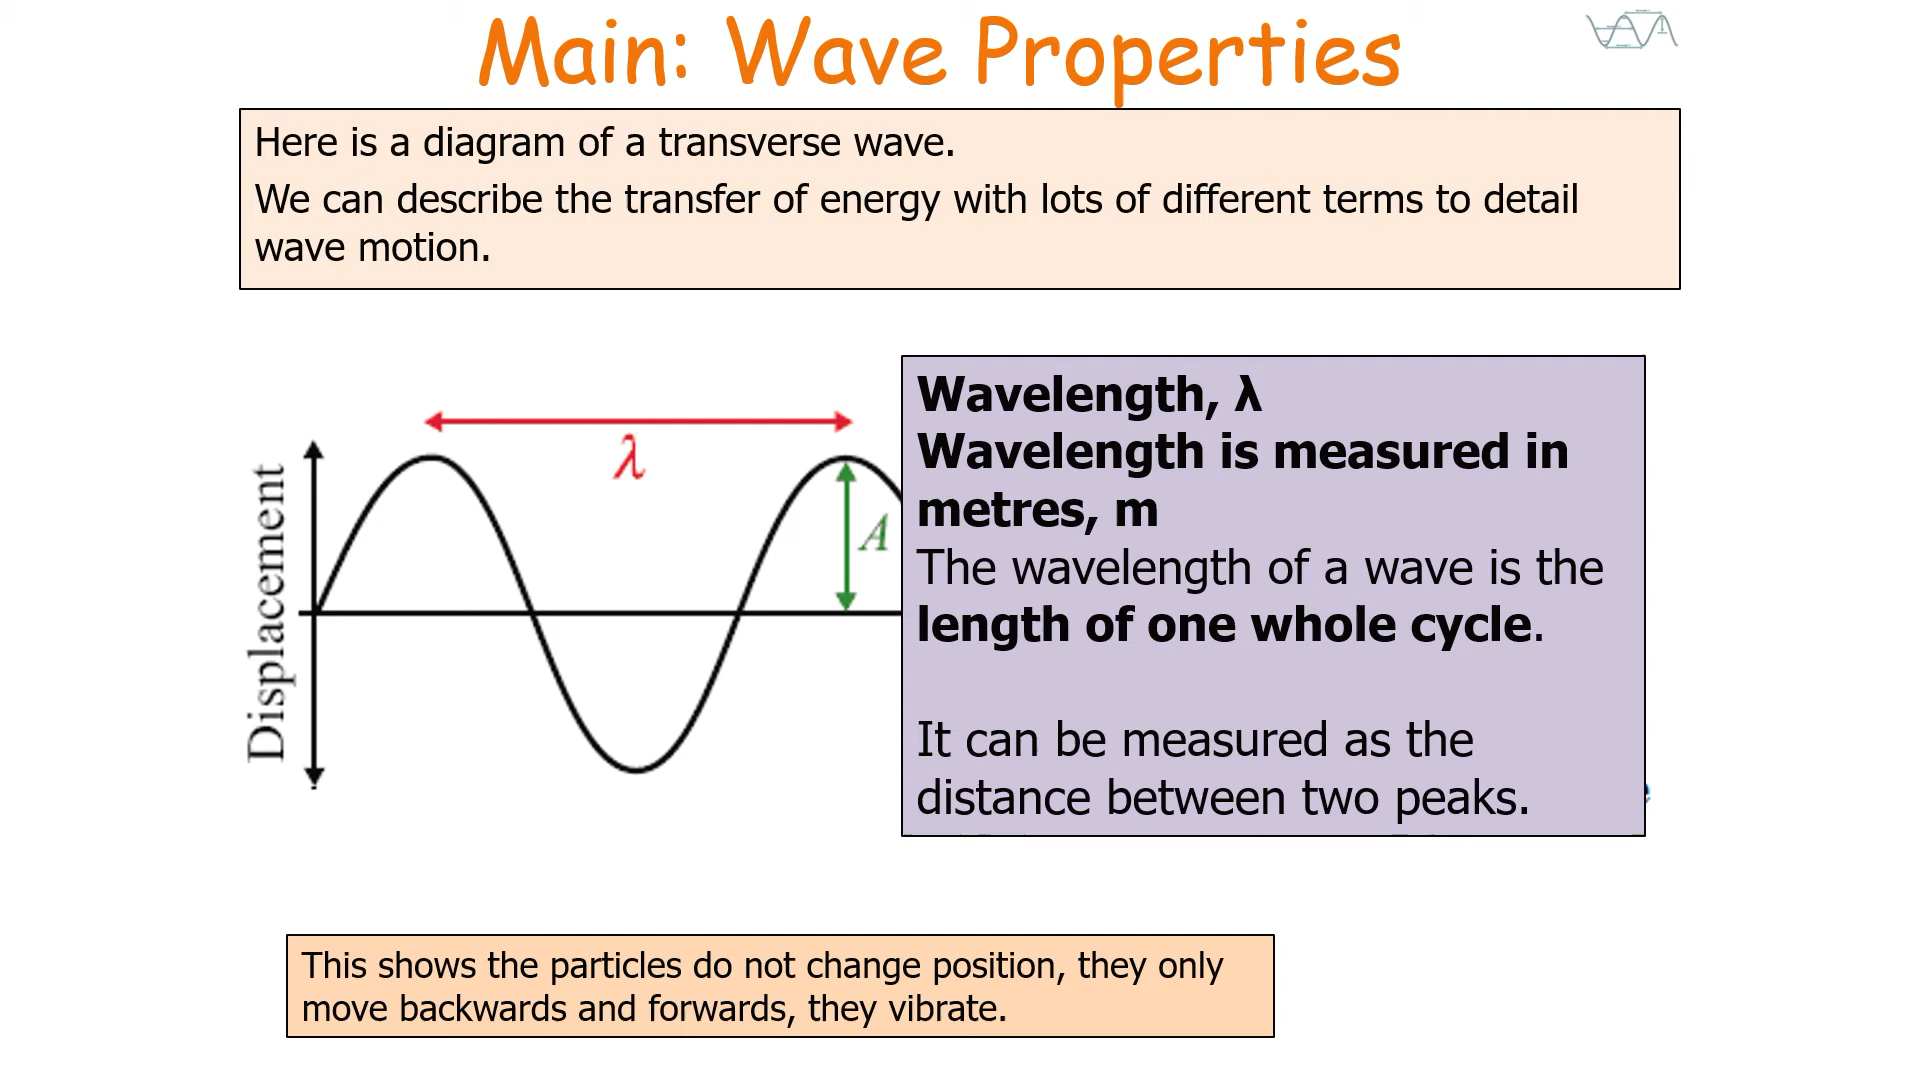 Main: Wave Properties
Here is a diagram of a transverse wave.
We can describe the transfer of energy with lots of different terms to detail
wave motion.
Displacement
λ
A
Wavelength, λ
Wavelength is measured in
metres, m
The wavelength of a wave is the
length of one whole cycle.
It can be measured as the
distance between two peaks.
This shows the particles do not change position, they only
move backwards and forwards, they vibrate.